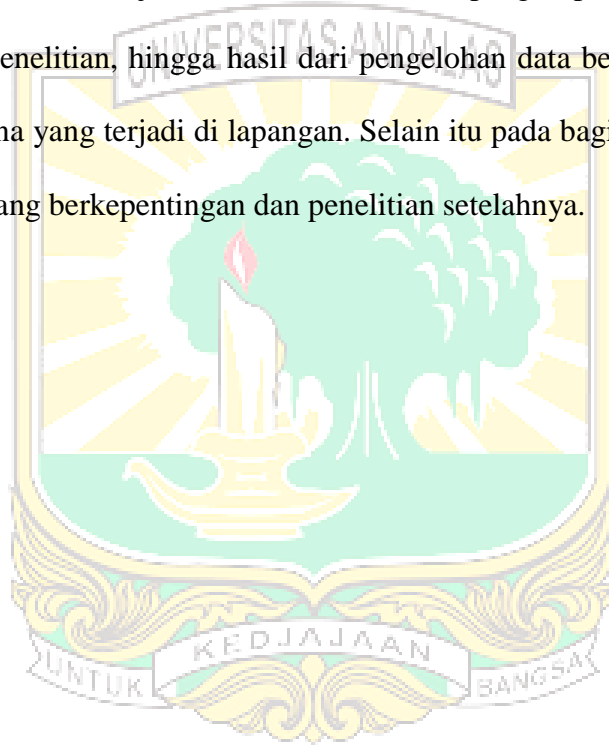 UNIVERSITAS ANDALAS
enelitian, hingga hasil dari pengelohan data be
na yang terjadi di lapangan. Selain itu pada bagi
ang berkepentingan dan penelitian setelahnya.
UNTUK KEDJAJAAN BANGSA